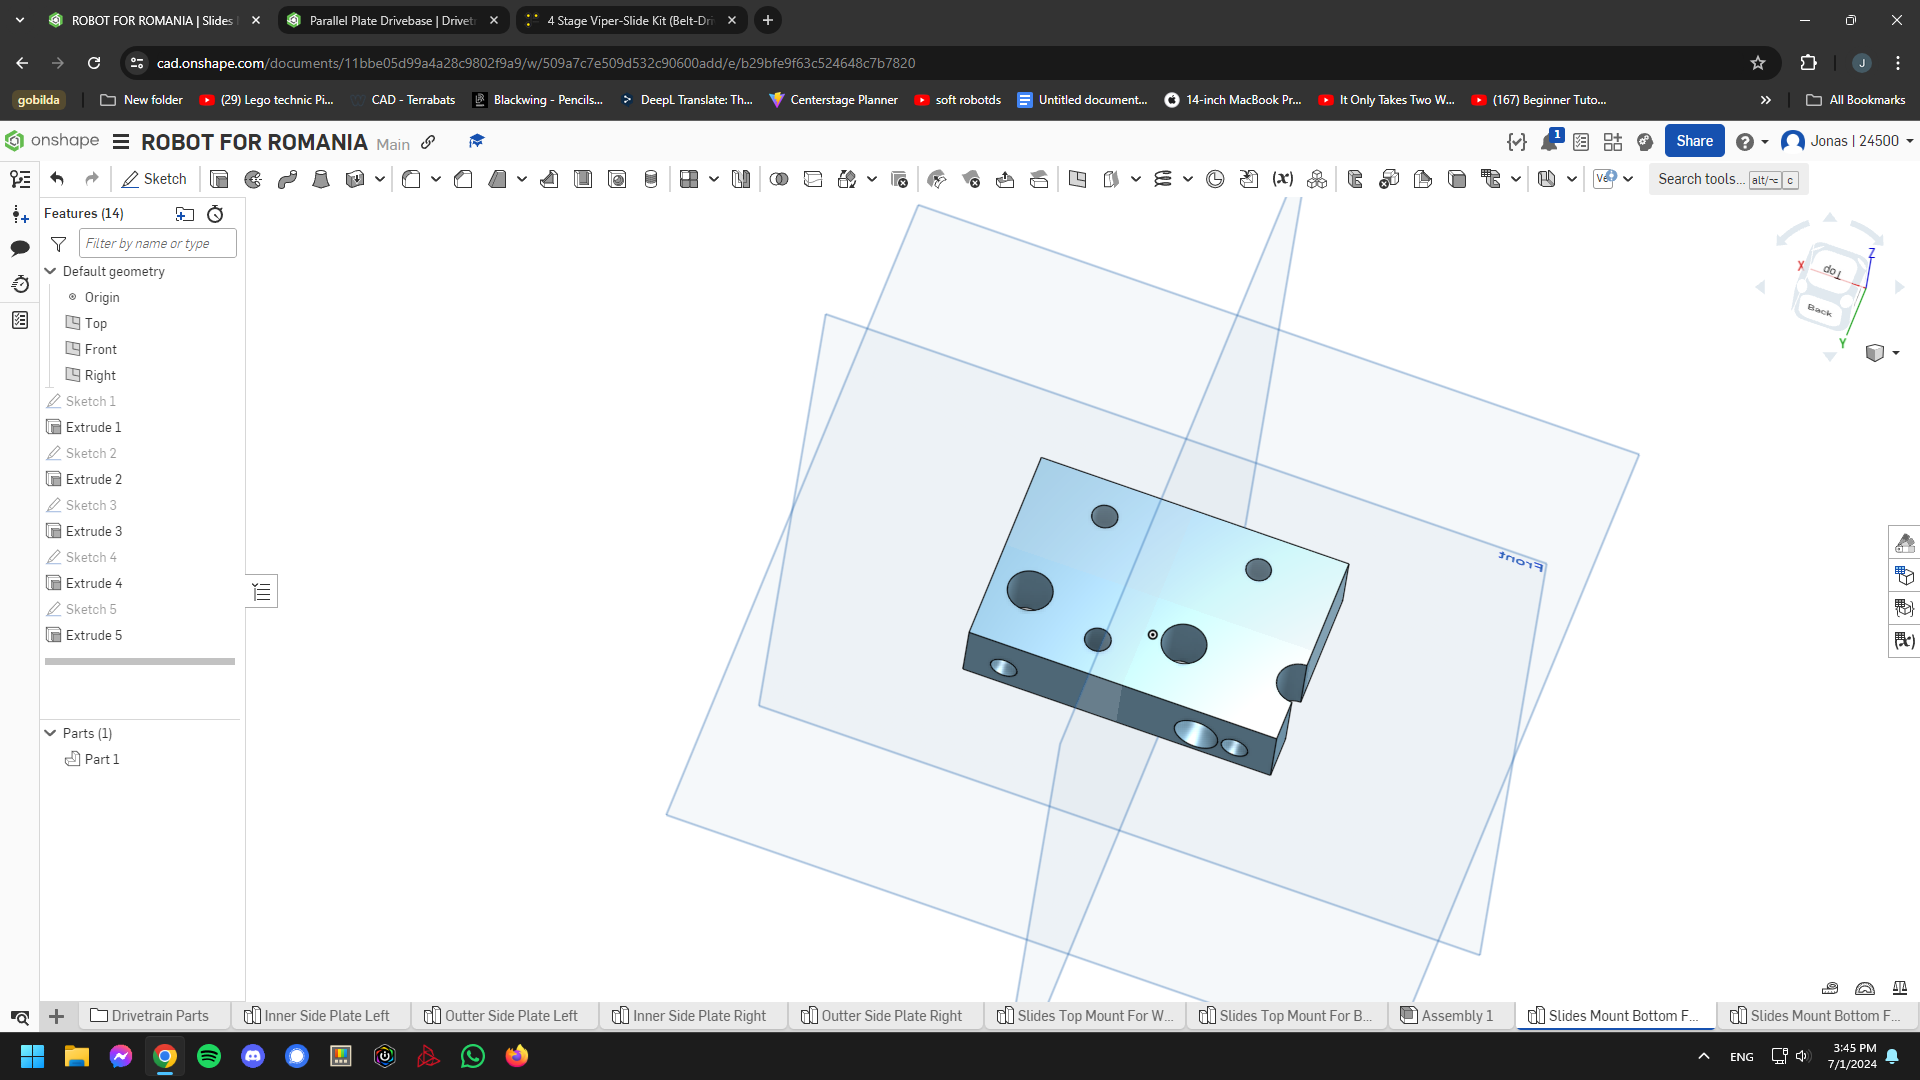 ROBOT FOR ROMANIA | Slides
Parallel Plate Drivebase | Drivet
4 Stage Viper-Slide Kit (Belt-Dri
cad.onshape.com/documents/11bbe05d99a4a28c9802f9a9/w/509a7c7e509d532c90600add/e/b29bfe9f63c524648c7b7820
J
gobilda
New folder
(29) Lego technic Pi...
CAD - Terrabats
Blackwing - Pencils...
DeepL Translate: Th...
Centerstage Planner
soft robotds
Untitled document...
14-inch MacBook Pr...
It Only Takes Two W...
(167) Beginner Tuto...
All Bookmarks
onshape
ROBOT FOR ROMANIA Main
1
Share
Jonas | 24500
Sketch
Search tools... alt/⌥ c
Features (14)
Filter by name or type
Default geometry
Origin
Top
Front
Right
Sketch 1
Extrude 1
Sketch 2
Extrude 2
Sketch 3
Extrude 3
Sketch 4
Extrude 4
Sketch 5
Extrude 5
Parts (1)
Part 1
Front
Z
X
Top
Back
Y
Drivetrain Parts
Inner Side Plate Left
Outter Side Plate Left
Inner Side Plate Right
Outter Side Plate Right
Slides Top Mount For W...
Slides Top Mount For B...
Assembly 1
Slides Mount Bottom F...
Slides Mount Bottom F...
ENG
3:45 PM
7/1/2024